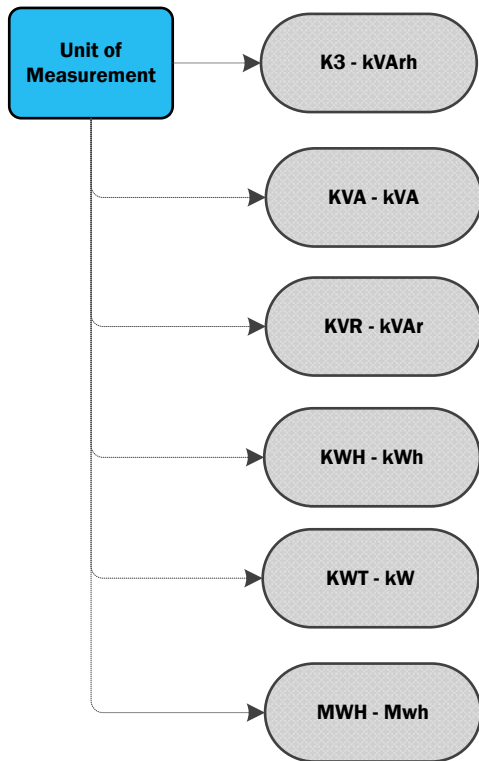 Unit of
Measurement
K3 - kVArh
KVA - kVA
KVR - kVAr
KWH - kWh
KWT - kW
MWH - Mwh